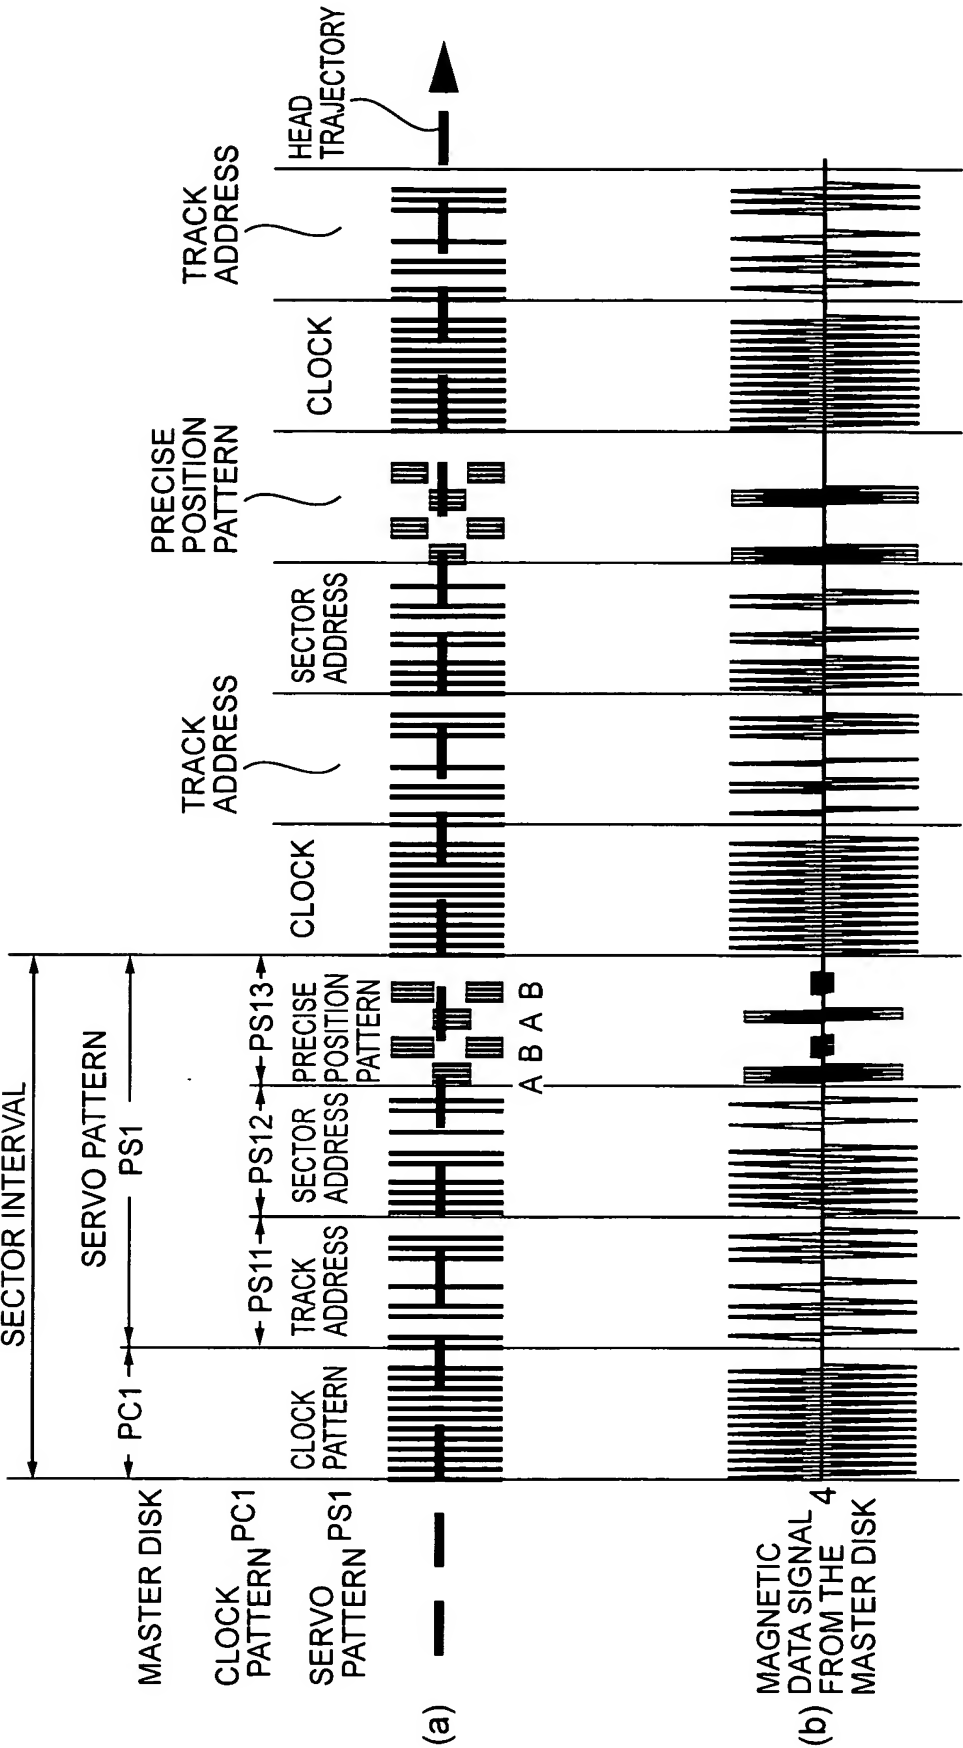 SECTOR INTERVAL
SERVO PATTERN
PS1
PC1
PS11
PS12
PS13
MASTER DISK
CLOCK
PATTERN PC1
SERVO
PATTERN PS1
CLOCK
PATTERN
TRACK
ADDRESS
SECTOR
ADDRESS
PRECISE
POSITION
PATTERN
CLOCK
TRACK
ADDRESS
SECTOR
ADDRESS
PRECISE
POSITION
PATTERN
CLOCK
TRACK
ADDRESS
HEAD
TRAJECTORY
(a)
A B A B
(b)
MAGNETIC
DATA SIGNAL
FROM THE
MASTER DISK
4